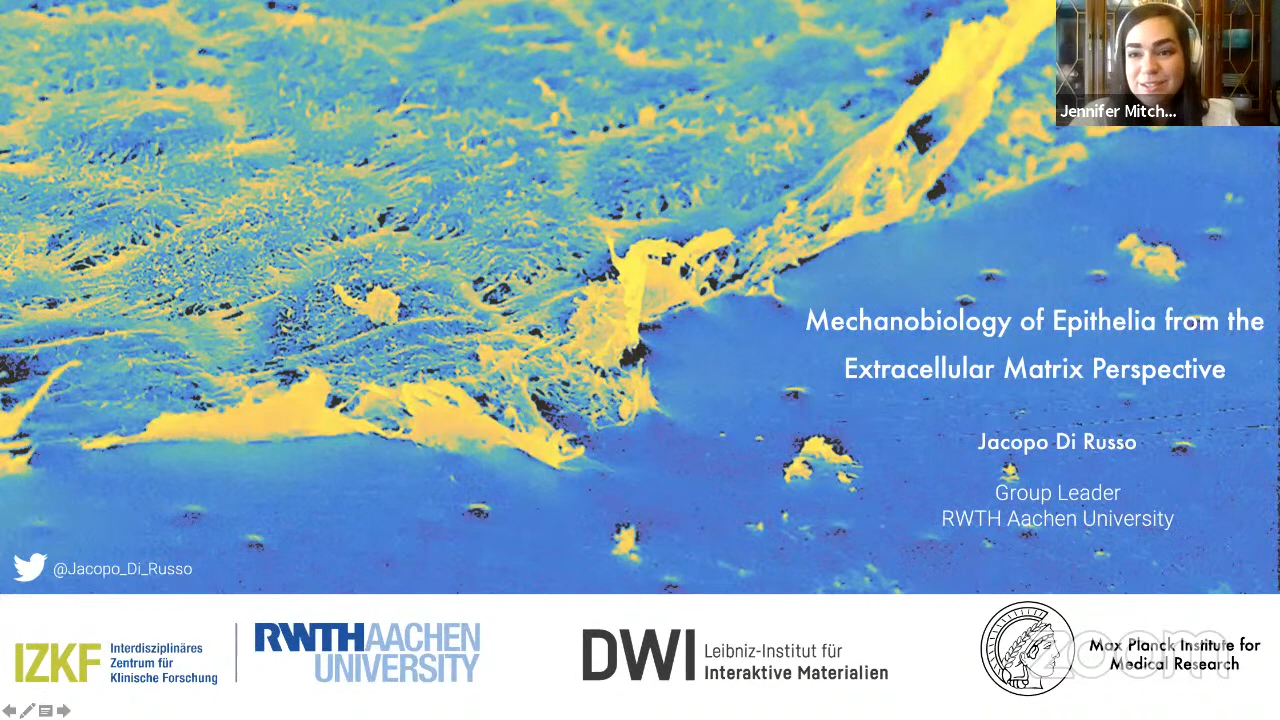 Jennifer Mitch...
Mechanobiology of Epithelia from the
Extracellular Matrix Perspective
Jacopo Di Russo
Group Leader
RWTH Aachen University
@Jacopo_Di_Russo
IZKF
Interdisziplinäres
Zentrum für
Klinische Forschung
RWTHAACHEN
UNIVERSITY
DWI
Leibniz-Institut für
Interaktive Materialien
Max Planck Institute for
Medical Research
zoom